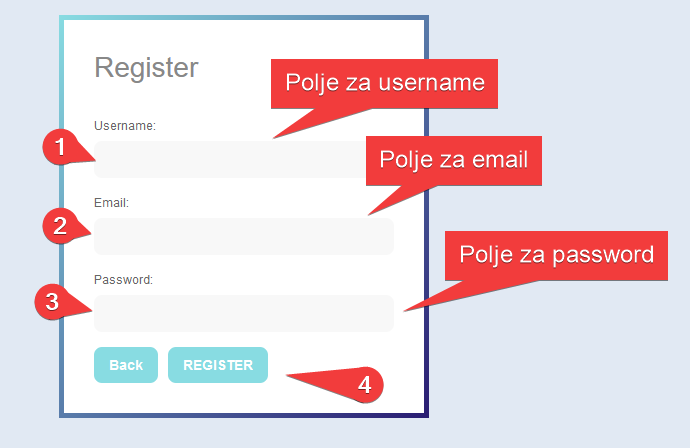 Register
Polje za username
Username:
1
Polje za email
Email:
2
Polje za password
Password:
3
Back
REGISTER
4